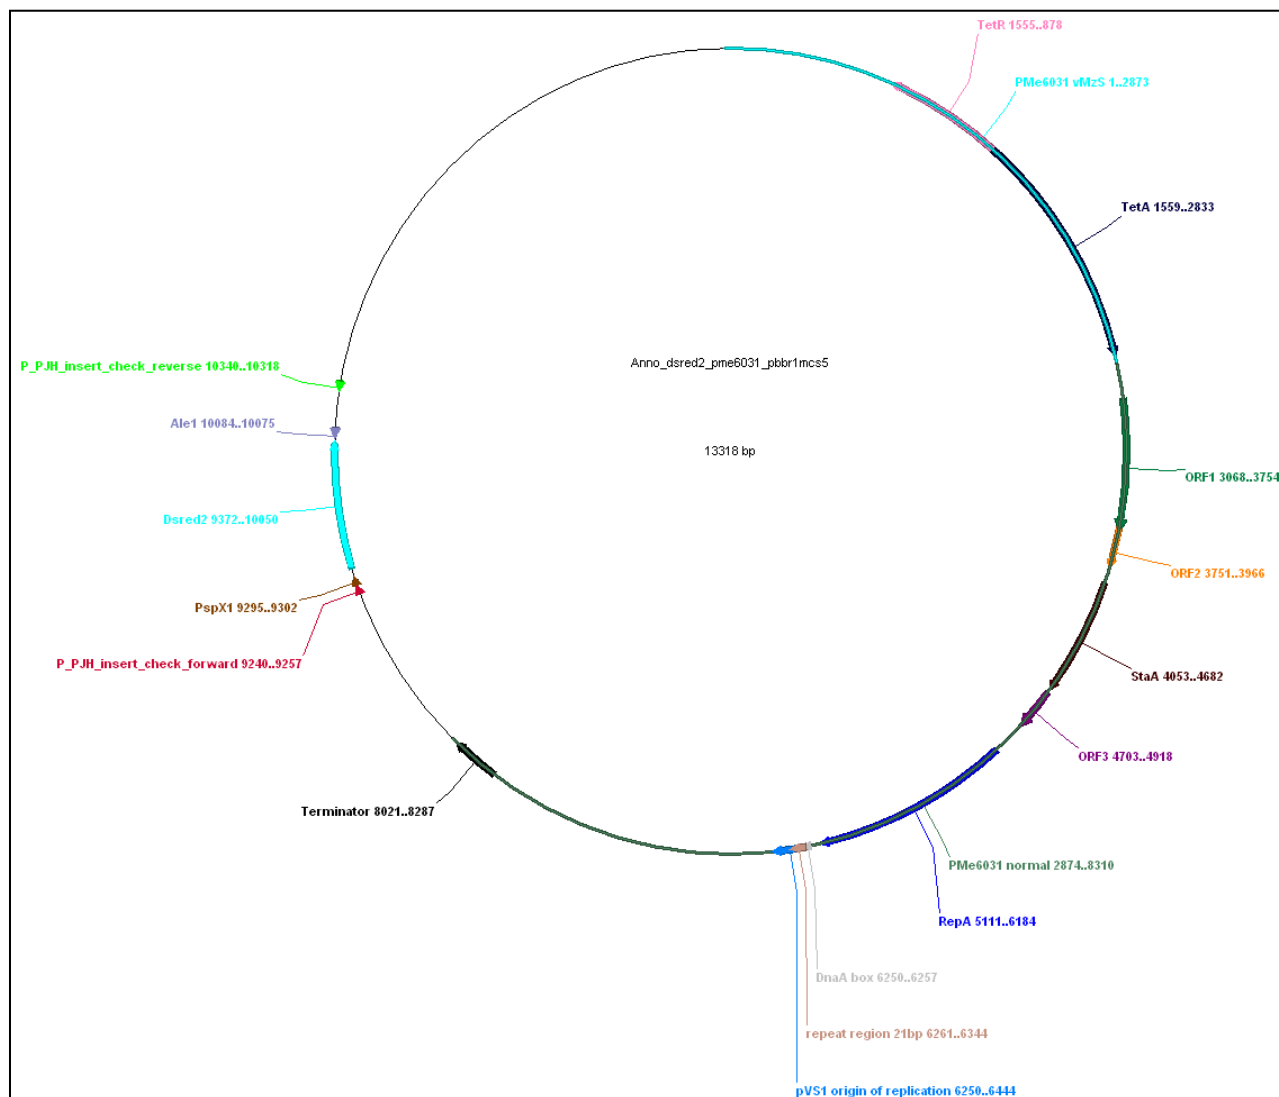 TetR 1555..878
PMe6031 vMzS 1..2873
TetA 1559..2833
Anno_dsred2_pme6031_pbbr1mcs5
P_PJH_insert_check_reverse 10340..10318
Ale1 10084..10075
13318 bp
ORF1 3068..3754
Dsred2 9372..10050
ORF2 3751..3966
PspX1 9295..9302
P_PJH_insert_check_forward 9240..9257
StaA 4053..4682
ORF3 4703..4918
Terminator 8021..8287
PMe6031 normal 2874..8310
RepA 5111..6184
DnaA box 6250..6257
repeat region 21bp 6261..6344
pVS1 origin of replication 6250..6444